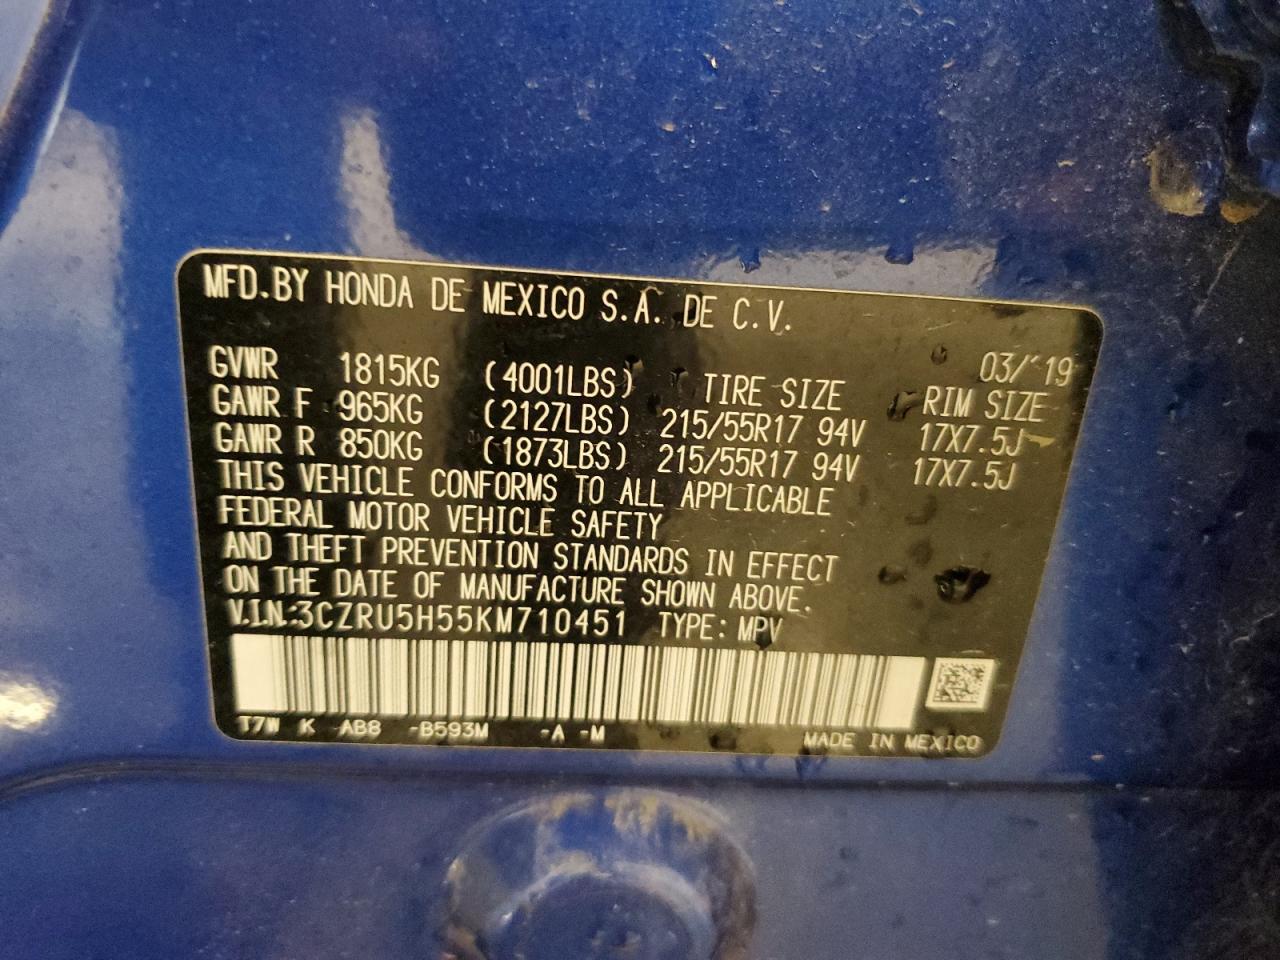 MFD.BY HONDA DE MEXICO S.A. DE C.V.
03/'19
GVWR 1815KG (4001LBS) TIRE SIZE RIM SIZE
GAWR F 965KG (2127LBS) 215/55R17 94V 17X7.5J
GAWR R 850KG (1873LBS) 215/55R17 94V 17X7.5J
THIS VEHICLE CONFORMS TO ALL APPLICABLE
FEDERAL MOTOR VEHICLE SAFETY
AND THEFT PREVENTION STANDARDS IN EFFECT
ON THE DATE OF MANUFACTURE SHOWN ABOVE.
V.I.N.:3CZRU5H55KM710451 TYPE: MPV
T7W K AB8 -B593M -A -M MADE IN MEXICO